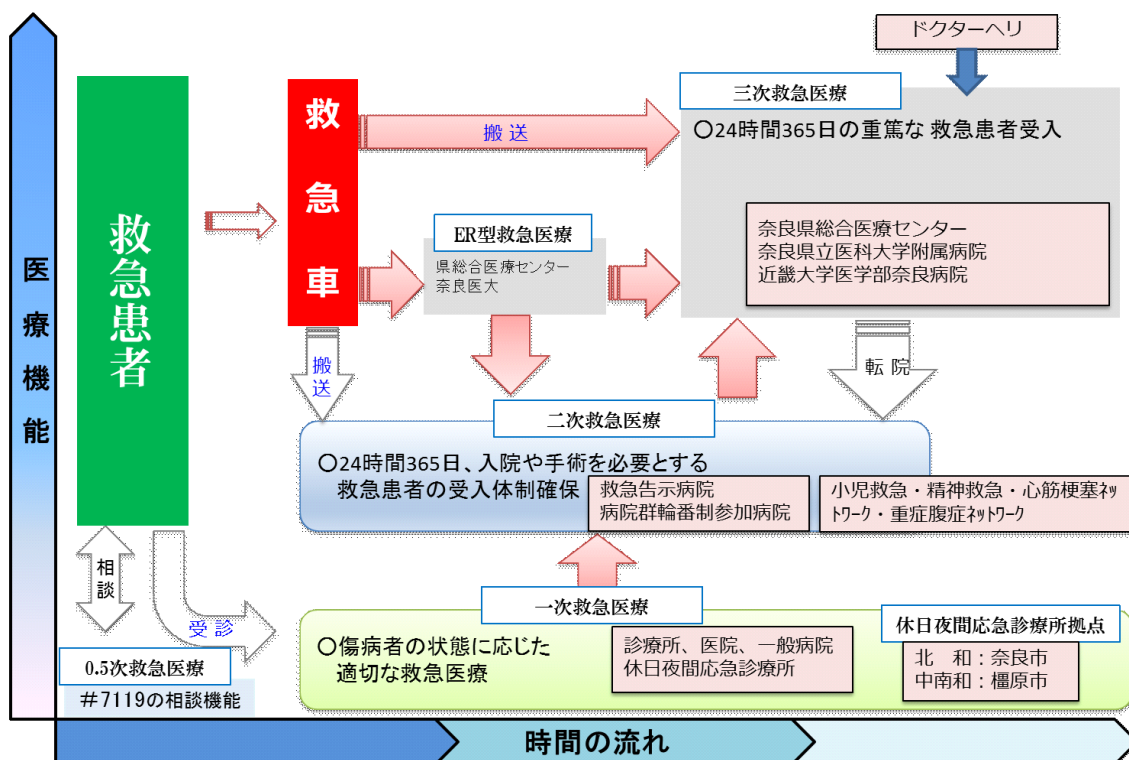 ドクターヘリ
三次救急医療
○24時間365日の重篤な 救急患者受入
奈良県総合医療センター
奈良県立医科大学附属病院
近畿大学医学部奈良病院
救急車
搬 送
救急患者
ER型救急医療
県総合医療センター
奈良医大
医療機能
搬送
転 院
二次救急医療
○24時間365日、入院や手術を必要とする
救急患者の受入体制確保
救急告示病院
病院群輪番制参加病院
小児救急・精神救急・心筋梗塞ﾈｯ
ﾄﾜｰｸ・重症腹症ﾈｯﾄﾜｰｸ
相談
受 診
一次救急医療
○傷病者の状態に応じた
適切な救急医療
診療所、医院、一般病院
休日夜間応急診療所
休日夜間応急診療所拠点
北　和：奈良市
中南和：橿原市
0.5次救急医療
＃7119の相談機能
時間の流れ